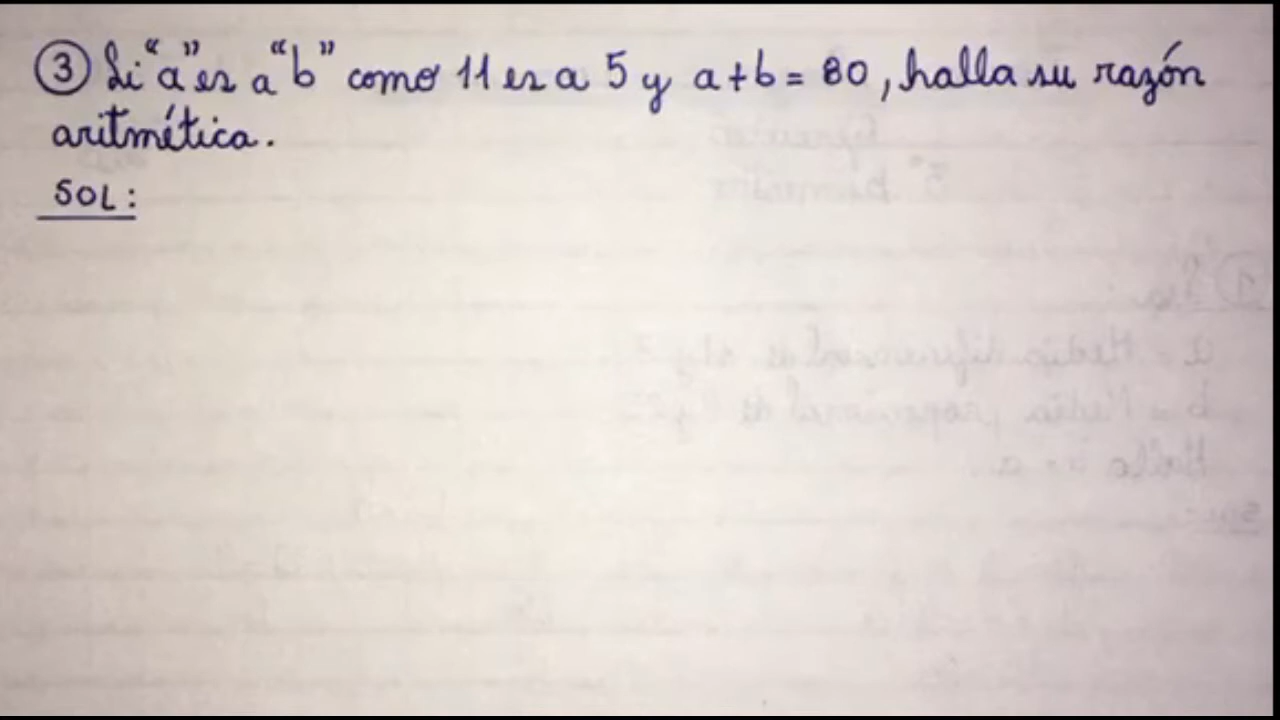 ③ Si “a” es a “b” como 11 es a 5 y a + b = 80, halla su razón
aritmética.
SOL: